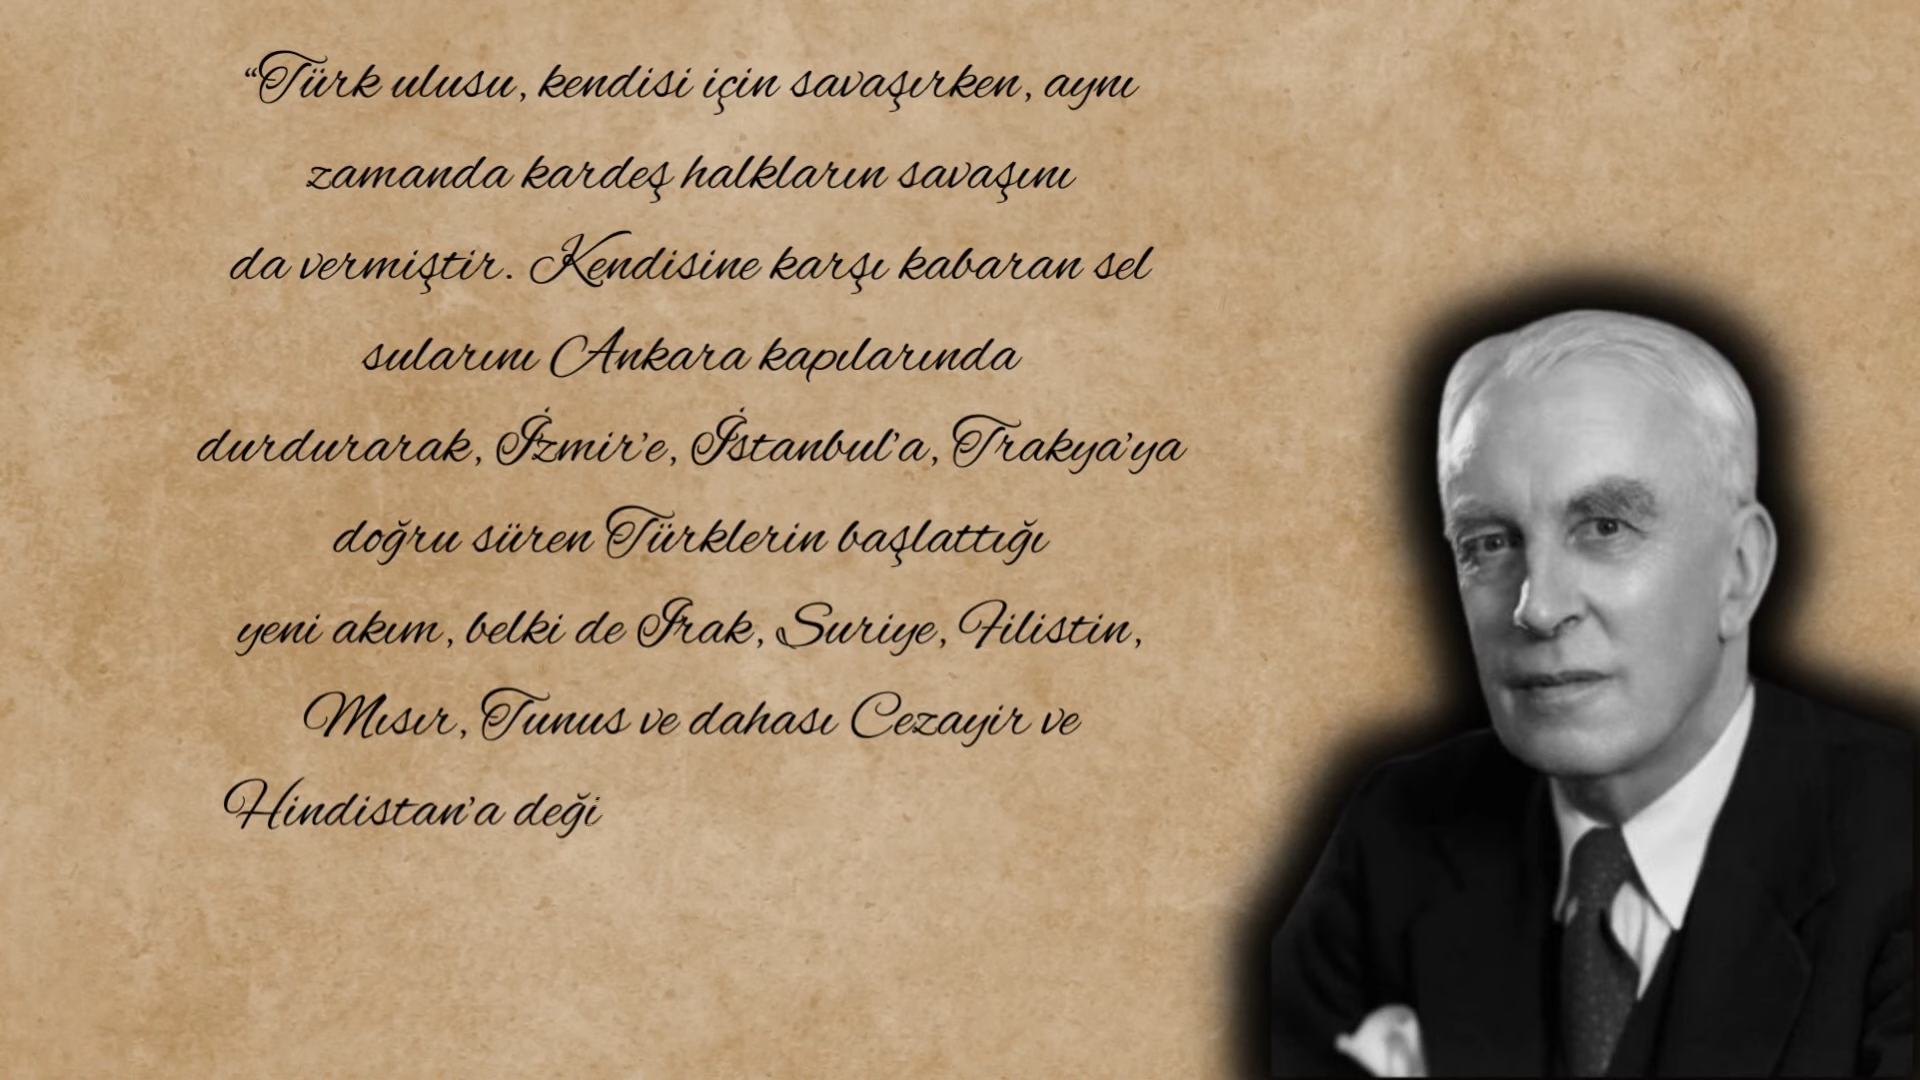 “Türk ulusu, kendisi için savaşırken, aynı
zamanda kardeş halkların savaşını
da vermiştir. Kendisine karşı kabaran sel
sularını Ankara kapılarında
durdurarak, İzmir'e, İstanbul'a, Trakya'ya
doğru süren Türklerin başlattığı
yeni akım, belki de Irak, Suriye, Filistin,
Mısır, Tunus ve dahası Cezayir ve
Hindistan'a deği